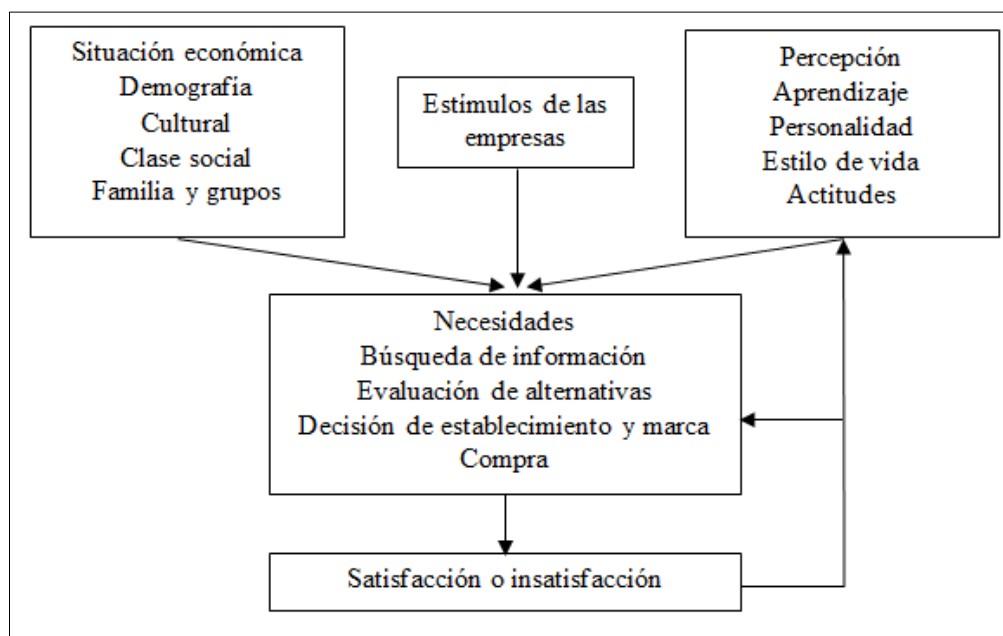 Situación económica
Demografía
Cultural
Clase social
Familia y grupos
Estímulos de las
empresas
Percepción
Aprendizaje
Personalidad
Estilo de vida
Actitudes
Necesidades
Búsqueda de información
Evaluación de alternativas
Decisión de establecimiento y marca
Compra
Satisfacción o insatisfacción